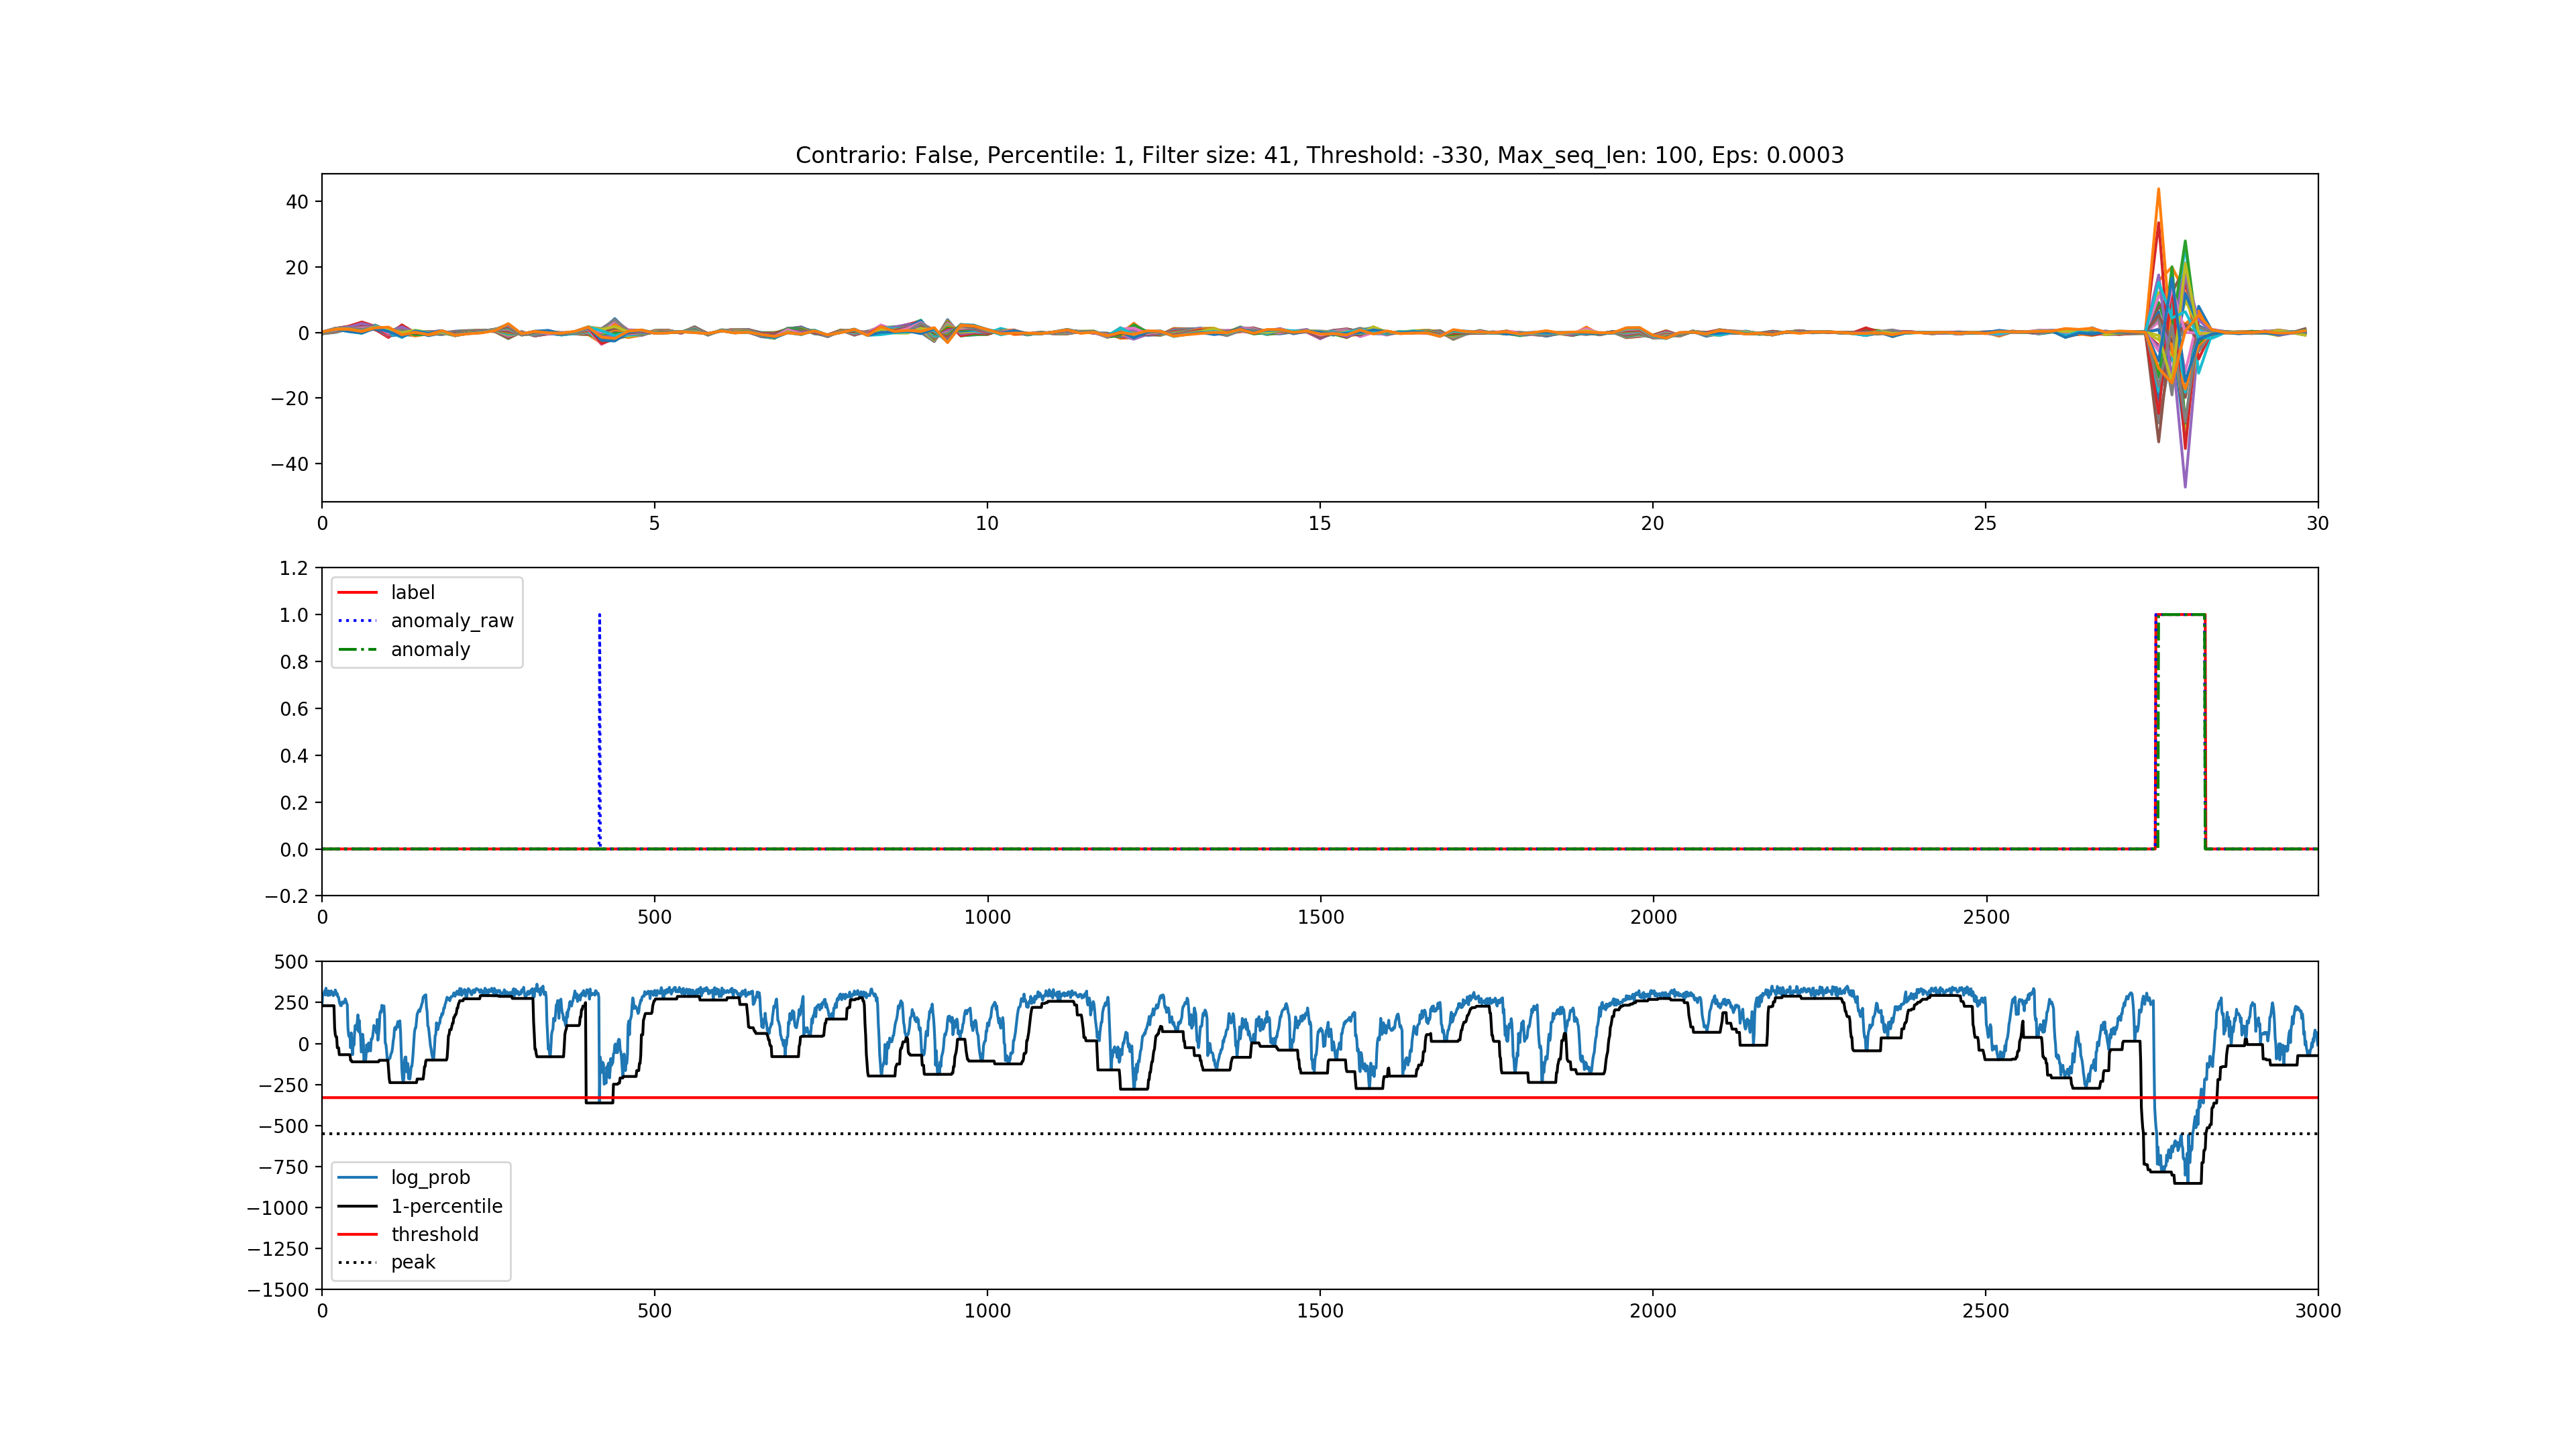 Contrario: False, Percentile: 1, Filter size: 41, Threshold: -330, Max_seq_len: 100, Eps: 0.0003
40
20
0
−20
−40
0 5 10 15 20 25 30
1.2
1.0
0.8
0.6
0.4
0.2
0.0
−0.2
label
anomaly_raw
anomaly
0 500 1000 1500 2000 2500
500
250
0
−250
−500
−750
−1000
−1250
−1500
log_prob
1-percentile
threshold
peak
0 500 1000 1500 2000 2500 3000